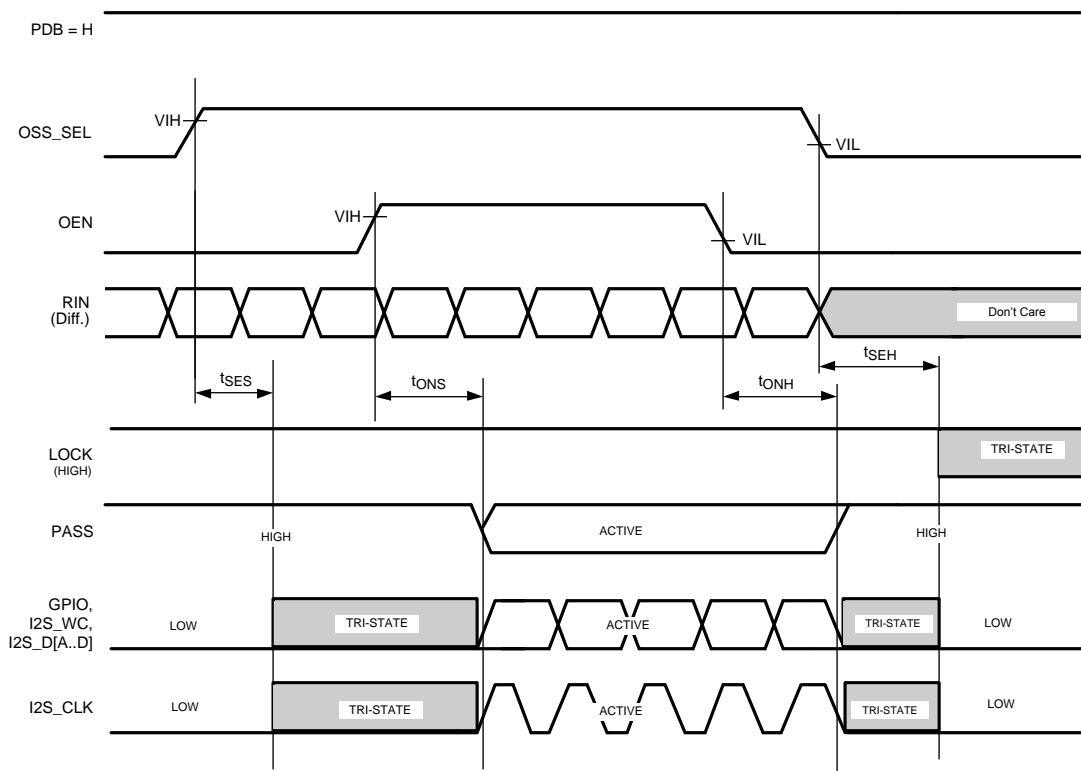 PDB = H
OSS_SEL
VIH
VIL
OEN
VIH
VIL
RIN
(Diff.)
Don't Care
tSES
tONS
tONH
tSEH
LOCK
(HIGH)
TRI-STATE
PASS
HIGH
ACTIVE
HIGH
GPIO,
I2S_WC,
I2S_D[A..D]
LOW
TRI-STATE
ACTIVE
TRI-STATE
LOW
I2S_CLK
LOW
TRI-STATE
ACTIVE
TRI-STATE
LOW